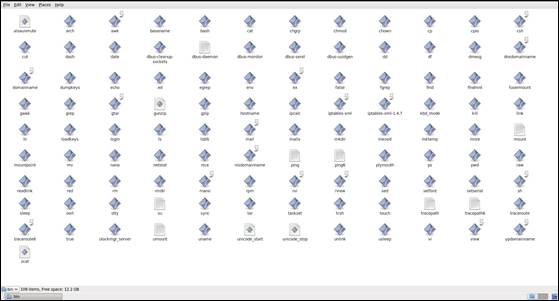 File Edit View Places Help
alsaunmute arch awk basename bash cat chgrp chmod chown cp cpio csh
cut dash date dbus-cleanup-sockets dbus-daemon dbus-monitor dbus-send dbus-uuidgen dd df dmesg dnsdomainname
domainname dumpkeys echo ed egrep env ex false fgrep find findmnt fusermount
gawk grep gtar gunzip gzip hostname ipcalc iptables-xml iptables-xml-1.4.7 kbd_mode kill link
ln loadkeys login ls lsblk mail mailx mkdir mknod mktemp more mount
mountpoint mv nano netstat nice nisdomainname ping ping6 plymouth ps pwd raw
readlink red rm rmdir rnano rpm rvi rview sed setfont setserial sh
sleep sort stty su sync tar taskset tcsh touch tracepath tracepath6 traceroute
traceroute6 true ulockmgr_server umount uname unicode_start unicode_stop unlink usleep vi view ypdomainname
zcat
bin 109 items, Free space: 12.2 GB
bin